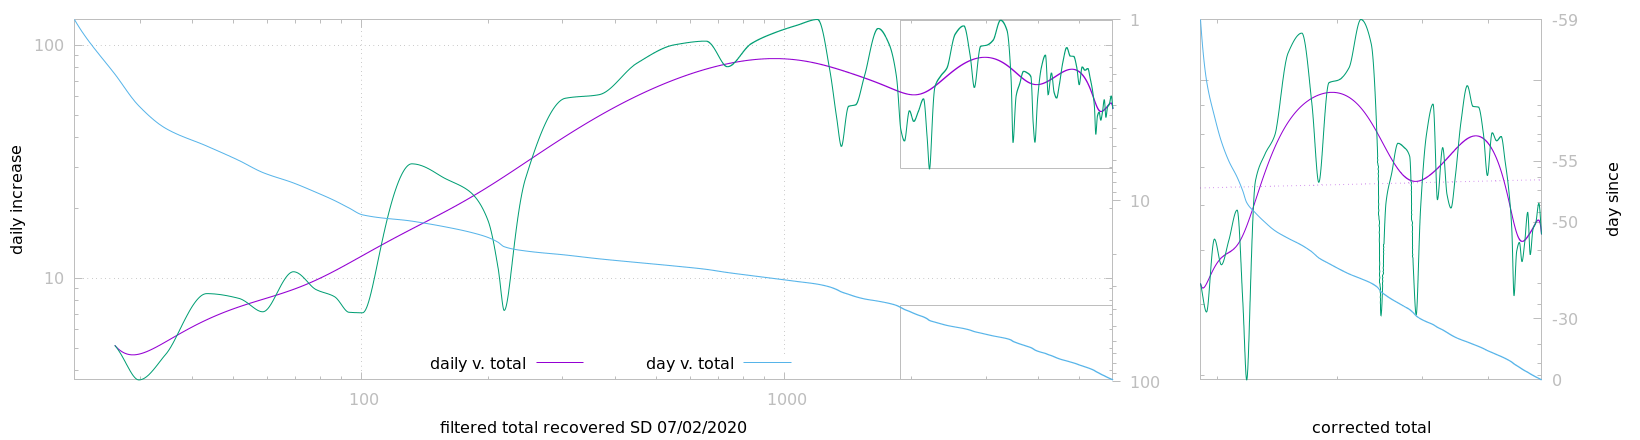 100
10
daily increase
daily v. total
day v. total
100
1000
filtered total recovered SD 07/02/2020
1
10
100
-59
-55
-50
-30
0
day since
corrected total